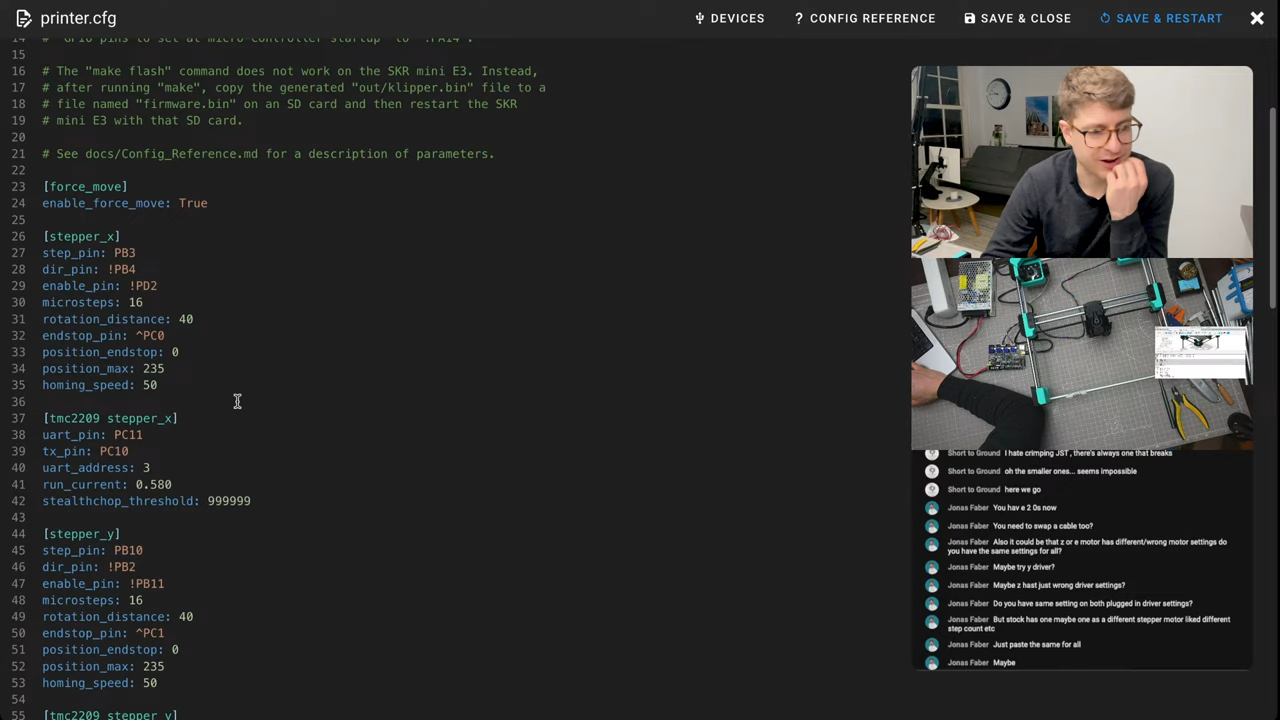 printer.cfg
DEVICES
? CONFIG REFERENCE
SAVE & CLOSE
SAVE & RESTART
14 # "Grid pins to set at micro-controller startup" to "!PA14".
15
16 # The "make flash" command does not work on the SKR mini E3. Instead,
17 # after running "make", copy the generated "out/klipper.bin" file to a
18 # file named "firmware.bin" on an SD card and then restart the SKR
19 # mini E3 with that SD card.
20
21 # See docs/Config_Reference.md for a description of parameters.
22
23 [force_move]
24 enable_force_move: True
25
26 [stepper_x]
27 step_pin: PB3
28 dir_pin: !PB4
29 enable_pin: !PD2
30 microsteps: 16
31 rotation_distance: 40
32 endstop_pin: ^PC0
33 position_endstop: 0
34 position_max: 235
35 homing_speed: 50
36
37 [tmc2209 stepper_x]
38 uart_pin: PC11
39 tx_pin: PC10
40 uart_address: 3
41 run_current: 0.580
42 stealthchop_threshold: 999999
43
44 [stepper_y]
45 step_pin: PB10
46 dir_pin: !PB2
47 enable_pin: !PB11
48 microsteps: 16
49 rotation_distance: 40
50 endstop_pin: ^PC1
51 position_endstop: 0
52 position_max: 235
53 homing_speed: 50
54
55 [tmc2209 stepper_y]
Short to Ground I hate crimping JST , there's always one that breaks
Short to Ground oh the smaller ones... seems impossible
Short to Ground here we go
Jonas Faber You hav e 2 0s now
Jonas Faber You need to swap a cable too?
Jonas Faber Also it could be that z or e motor has different/wrong motor settings do
you have the same settings for all?
Jonas Faber Maybe try y driver?
Jonas Faber Maybe z hast just wrong driver settings?
Jonas Faber Do you have same setting on both plugged in driver settings?
Jonas Faber But stock has one maybe one as a different stepper motor liked different
step count etc
Jonas Faber Just paste the same for all
Jonas Faber Maybe